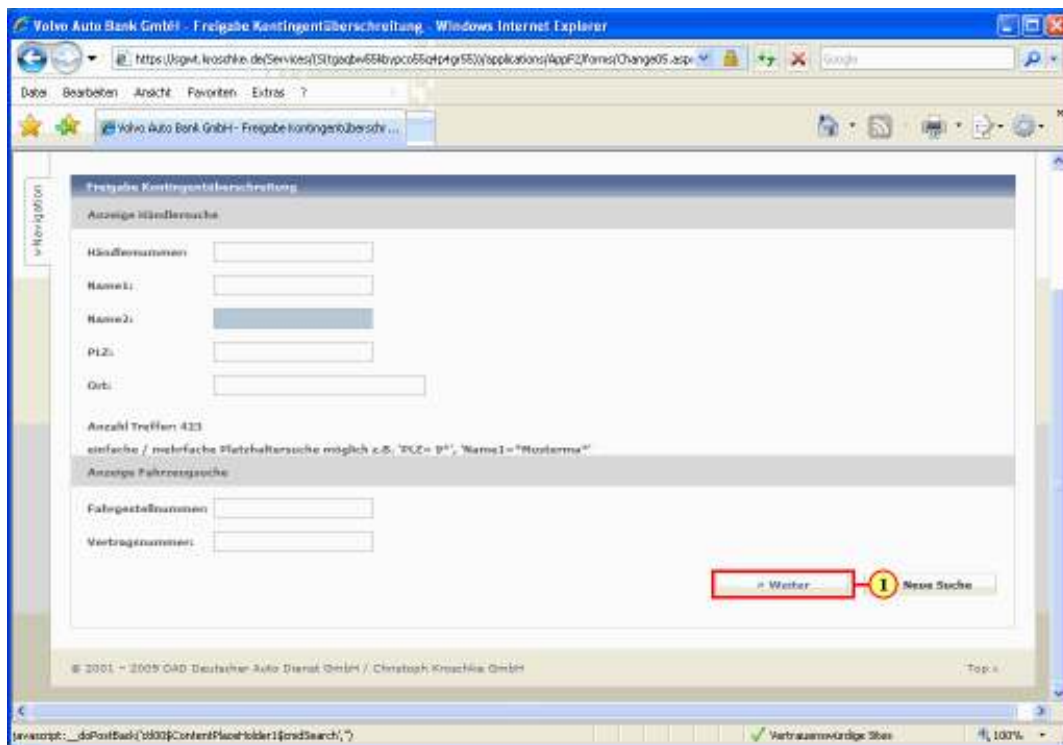 Volvo Auto Bank GmbH - Freigabe Kontingentüberschreitung - Windows Internet Explorer
Google
Datei Bearbeiten Ansicht Favoriten Extras ?
Volvo Auto Bank GmbH - Freigabe Kontingentüberschr ...
» Navigation
Freigabe Kontingentüberschreitung
Anzeige Händlersuche
Händlernummer:
Name1:
Name2:
PLZ:
Ort:
Anzahl Treffer: 423
einfache / mehrfache Platzhaltersuche möglich z.B. 'PLZ= 9*', 'Name1=*Musterma*'
Anzeige Fahrzeugsuche
Fahrgestellnummer:
Vertragsnummer:
» Weiter 1 Neue Suche
© 2001 - 2009 DAD Deutscher Auto Dienst GmbH / Christoph Kroschke GmbH Top
javascript:__doPostBack('ctl00$ContentPlaceHolder1$cmdSearch','') Vertrauenswürdige Sites 100%